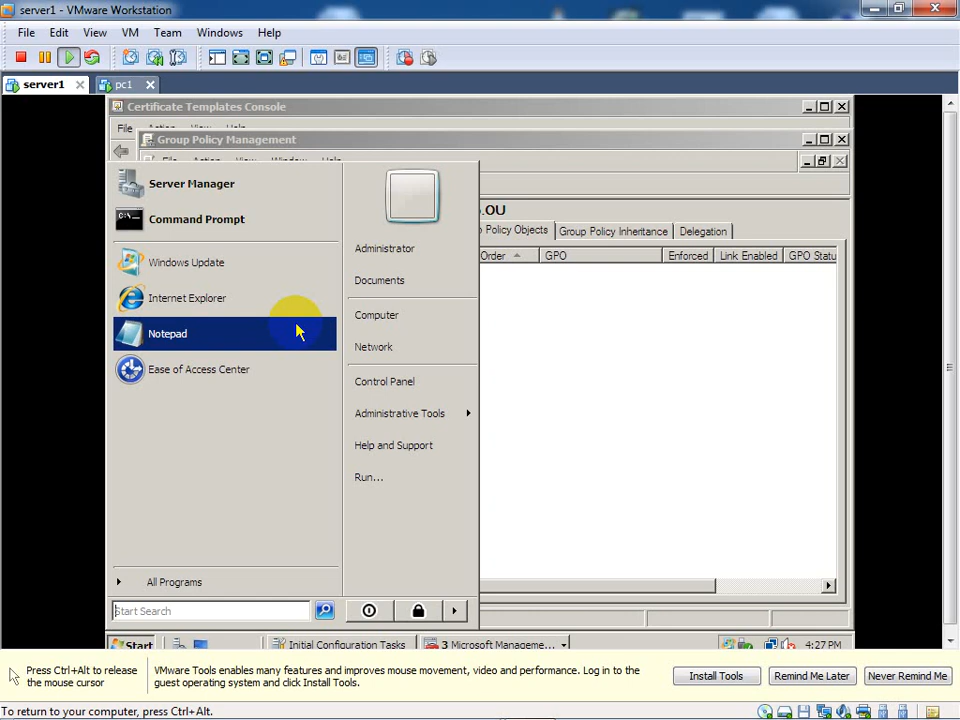 server1 - VMware Workstation
File Edit View VM Team Windows Help
server1 pc1
Certificate Templates Console
File
Group Policy Management
Server Manager
Command Prompt
Windows Update
Internet Explorer
Notepad
Ease of Access Center
All Programs
Start Search
Administrator
Documents
Computer
Network
Control Panel
Administrative Tools
Help and Support
Run...
.OU
Policy Objects Group Policy Inheritance Delegation
Order GPO Enforced Link Enabled GPO Statu
Start Initial Configuration Tasks 3 Microsoft Manageme... 4:27 PM
Press Ctrl+Alt to release
the mouse cursor
VMware Tools enables many features and improves mouse movement, video and performance. Log in to the
guest operating system and click Install Tools.
Install Tools Remind Me Later Never Remind Me
To return to your computer, press Ctrl+Alt.